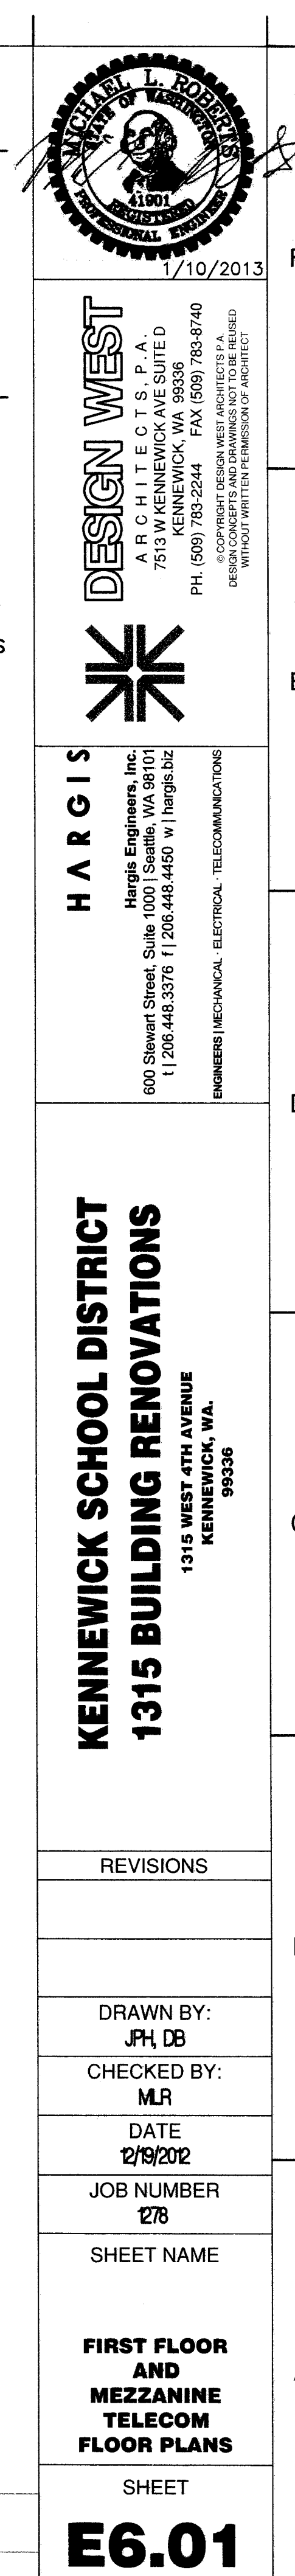 MICHAEL L. ROBERTS
STATE OF WASHINGTON
41901
REGISTERED
PROFESSIONAL ENGINEER
1/10/2013
DESIGN WEST
ARCHITECTS, P.A.
7513 W KENNEWICK AVE SUITE D
KENNEWICK, WA 99336
PH. (509) 783-2244 FAX (509) 783-8740
© COPYRIGHT DESIGN WEST ARCHITECTS P.A.
DESIGN CONCEPTS AND DRAWINGS NOT TO BE REUSED
WITHOUT WRITTEN PERMISSION OF ARCHITECT
HARGIS
Hargis Engineers, Inc.
600 Stewart Street, Suite 1000 | Seattle, WA 98101
t | 206.448.3376 f | 206.448.4450 w | hargis.biz
ENGINEERS | MECHANICAL · ELECTRICAL · TELECOMMUNICATIONS
KENNEWICK SCHOOL DISTRICT
1315 BUILDING RENOVATIONS
1315 WEST 4TH AVENUE
KENNEWICK, WA.
99336
REVISIONS
DRAWN BY:
JPH, DB
CHECKED BY:
MLR
DATE
12/19/2012
JOB NUMBER
1278
SHEET NAME
FIRST FLOOR
AND
MEZZANINE
TELECOM
FLOOR PLANS
SHEET
E6.01